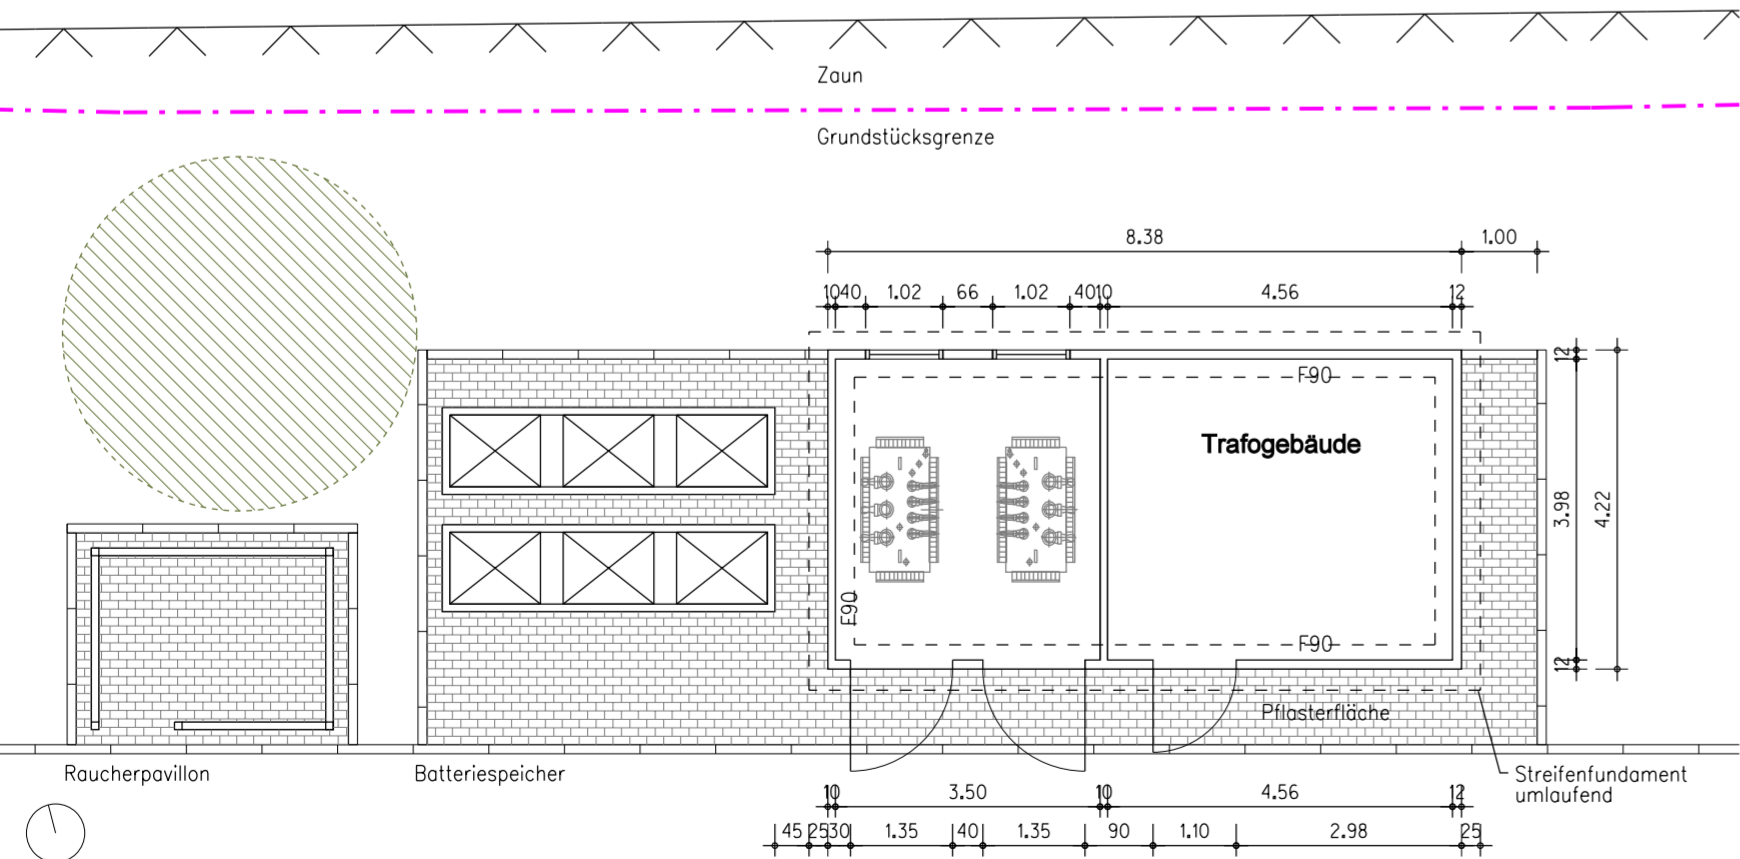 Zaun
Grundstücksgrenze
8.38 1.00
10 40 1.02 66 1.02 40 10 4.56 12
12
F90
Trafogebäude
3.98 4.22
F90
F90
12
Pflasterfläche
Raucherpavillon Batteriespeicher Streifenfundament
umlaufend
10 3.50 10 4.56 12
45 25 30 1.35 40 1.35 90 1.10 2.98 25